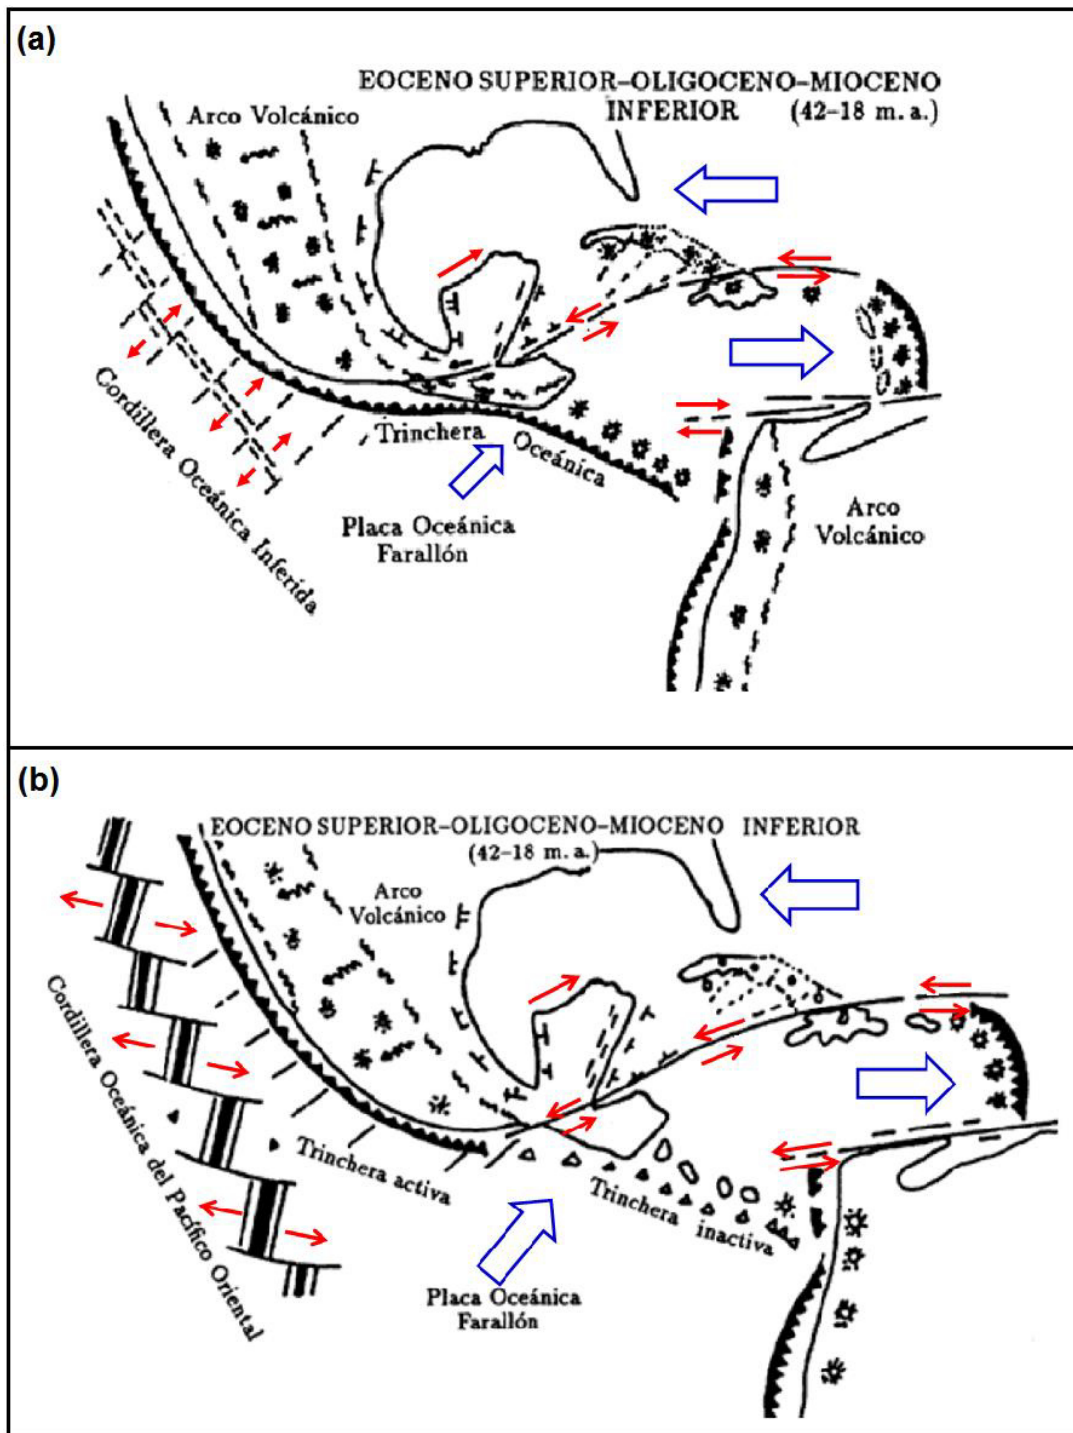 (a)
EOCENO SUPERIOR-OLIGOCENO-MIOCENO
INFERIOR (42-18 m. a.)
Arco Volcánico
Cordillera Oceánica Inferida
Trinchera Oceánica
Placa Oceánica
Farallón
Arco
Volcánico
(b)
EOCENO SUPERIOR-OLIGOCENO-MIOCENO INFERIOR
(42-18 m. a.)
Arco
Volcánico
Cordillera Oceánica del Pacífico Oriental
Trinchera activa
Trinchera inactiva
Placa Oceánica
Farallón